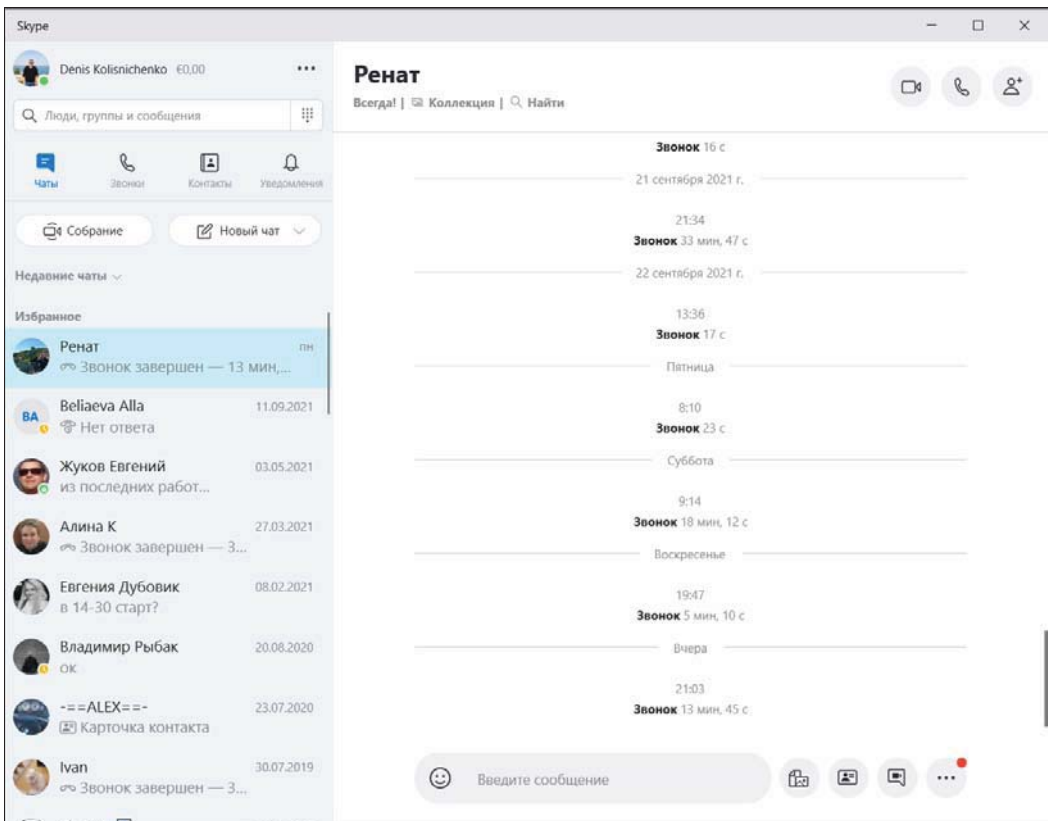 Skype
Denis Kolisnichenko €0,00
Люди, группы и сообщения
Чаты Звонки Контакты Уведомления
Собрание Новый чат
Недавние чаты
Избранное
Ренат пн
Звонок завершен — 13 мин,...
BA
Beliaeva Alla 11.09.2021
Нет ответа
Жуков Евгений 03.05.2021
из последних работ...
Алина К 27.03.2021
Звонок завершен — 3...
Евгения Дубовик 08.02.2021
в 14-30 старт?
Владимир Рыбак 20.08.2020
ок
-==ALEX==- 23.07.2020
Карточка контакта
Ivan 30.07.2019
Звонок завершен — 3...
Ренат
Всегда! | Коллекция | Найти
Звонок 16 с
21 сентября 2021 г.
21:34
Звонок 33 мин, 47 с
22 сентября 2021 г.
13:36
Звонок 17 с
Пятница
8:10
Звонок 23 с
Суббота
9:14
Звонок 18 мин, 12 с
Воскресенье
19:47
Звонок 5 мин, 10 с
Вчера
21:03
Звонок 13 мин, 45 с
Введите сообщение